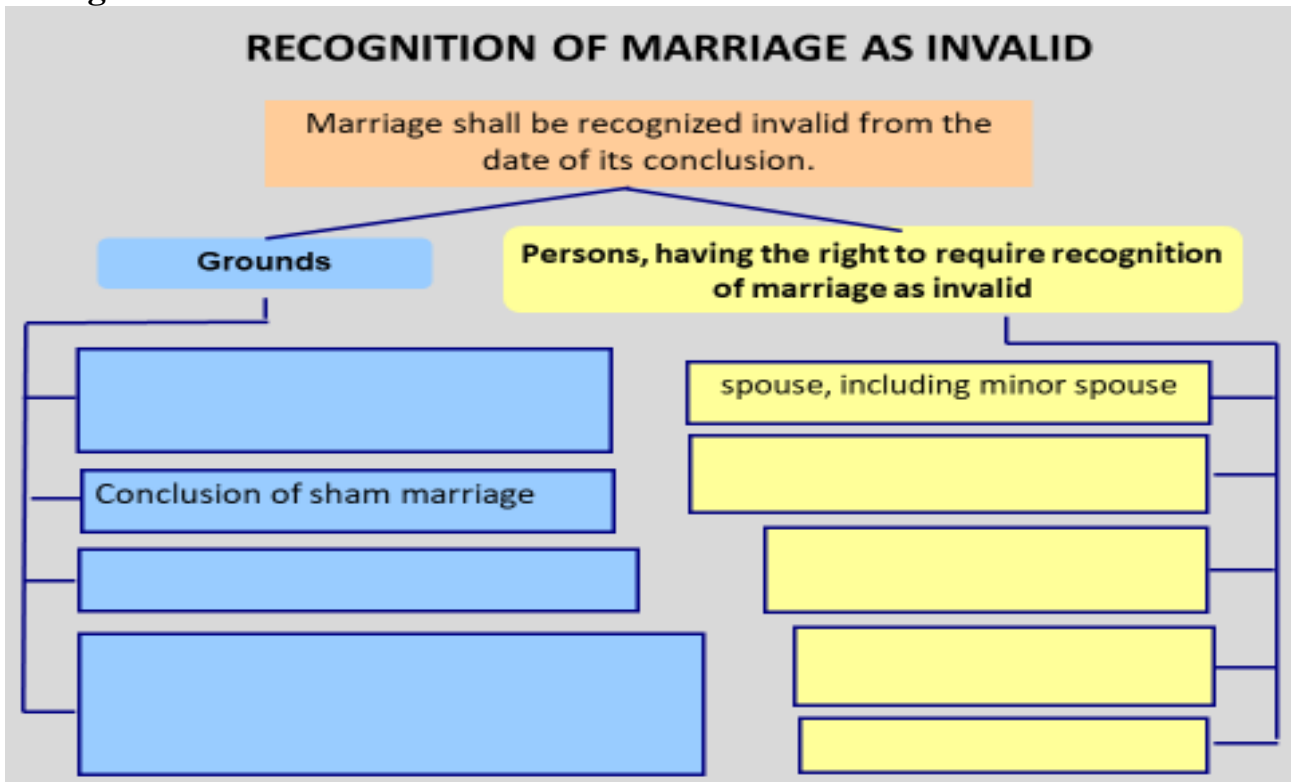 RECOGNITION OF MARRIAGE AS INVALID
Marriage shall be recognized invalid from the
date of its conclusion.
Grounds
Persons, having the right to require recognition
of marriage as invalid
spouse, including minor spouse
Conclusion of sham marriage